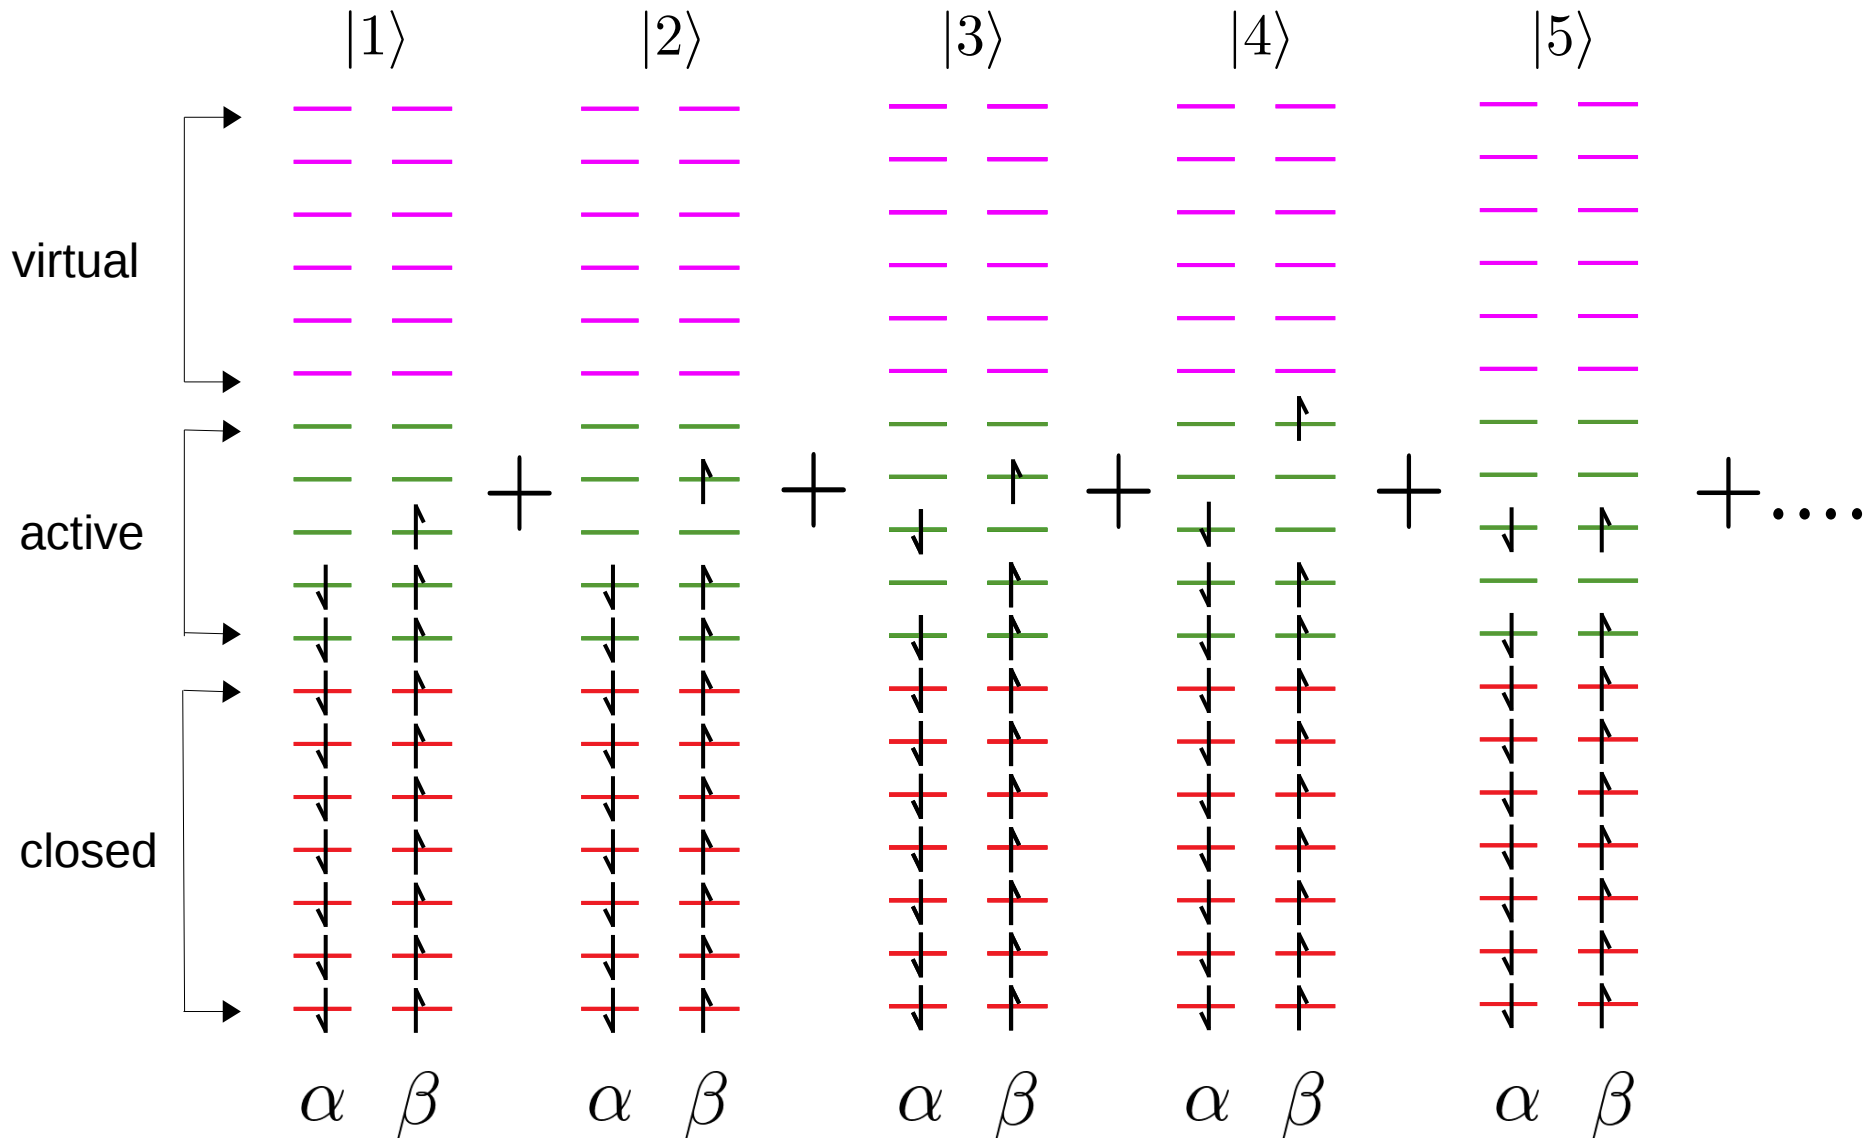 |1⟩ |2⟩ |3⟩ |4⟩ |5⟩
virtual
active
+ + + + + ....
closed
α β α β α β α β α β